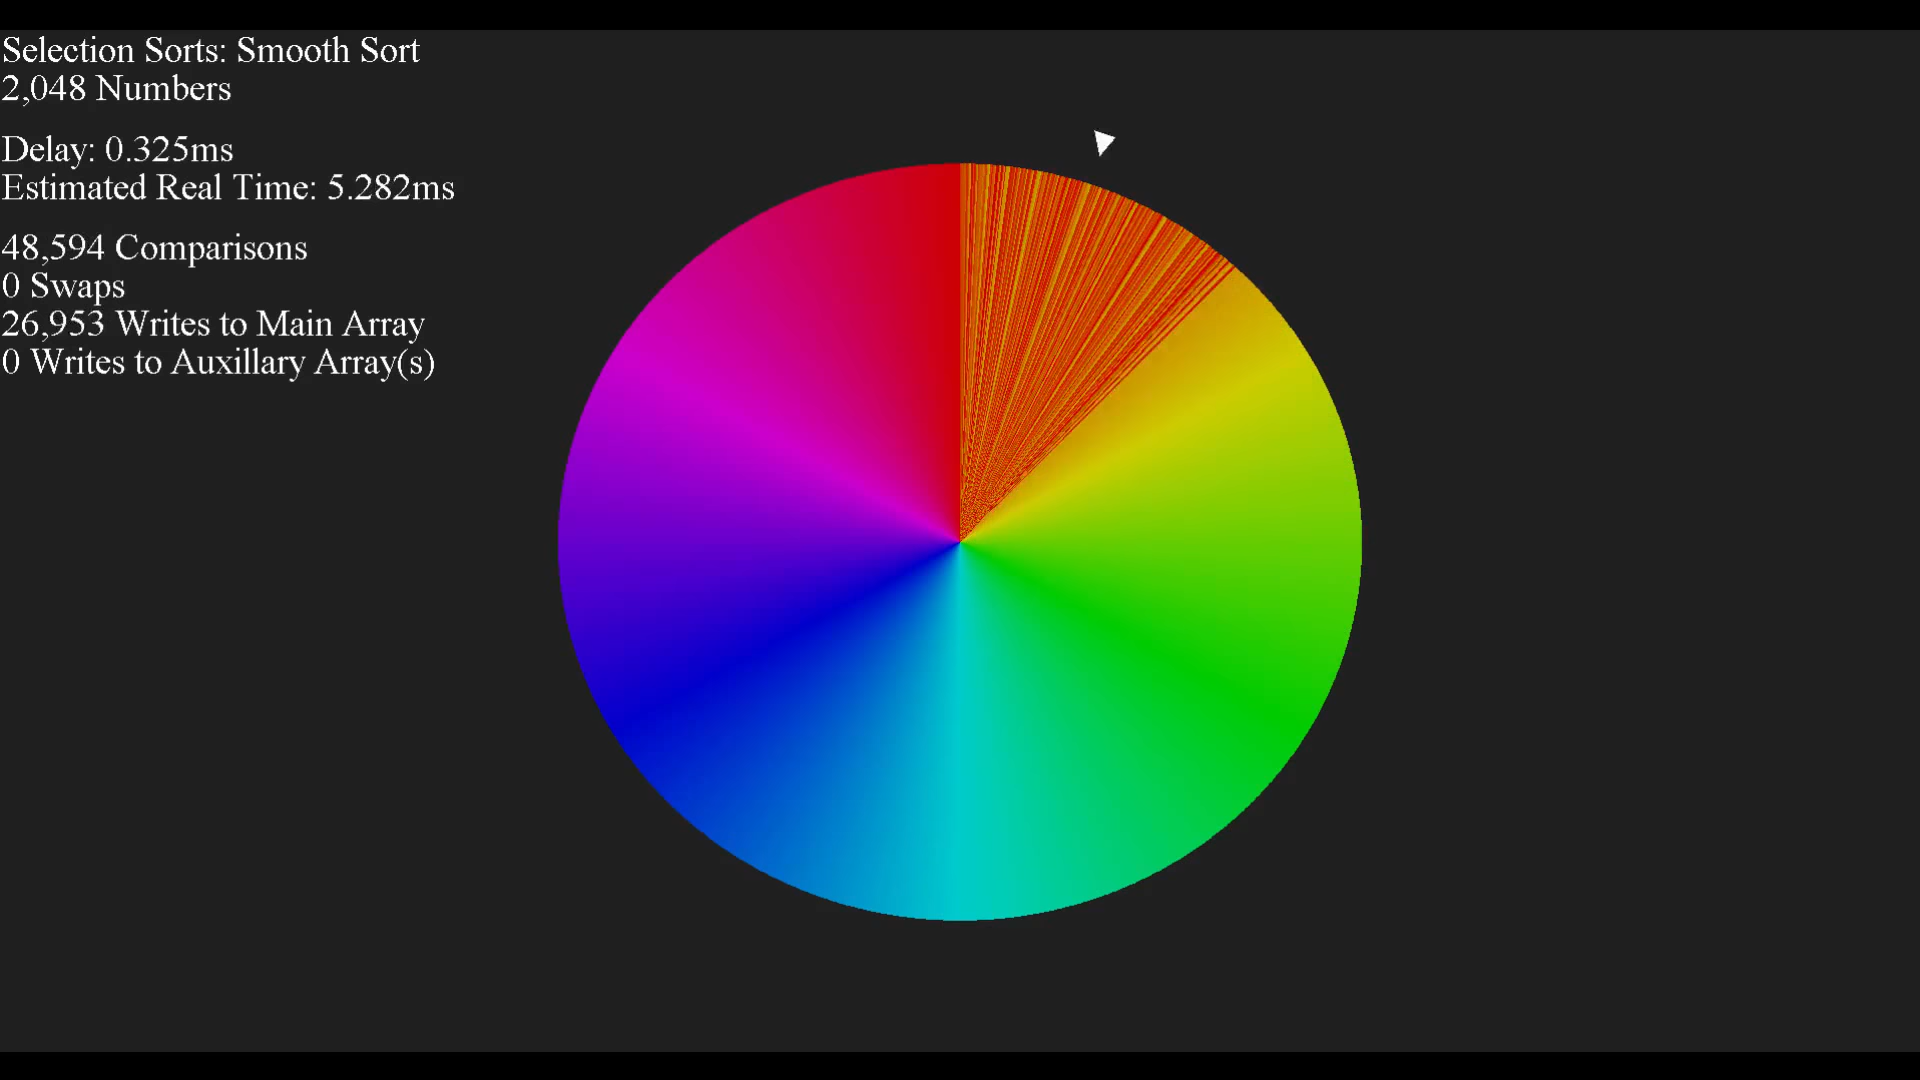 Selection Sorts: Smooth Sort
2,048 Numbers
Delay: 0.325ms
Estimated Real Time: 5.282ms
48,594 Comparisons
0 Swaps
26,953 Writes to Main Array
0 Writes to Auxillary Array(s)